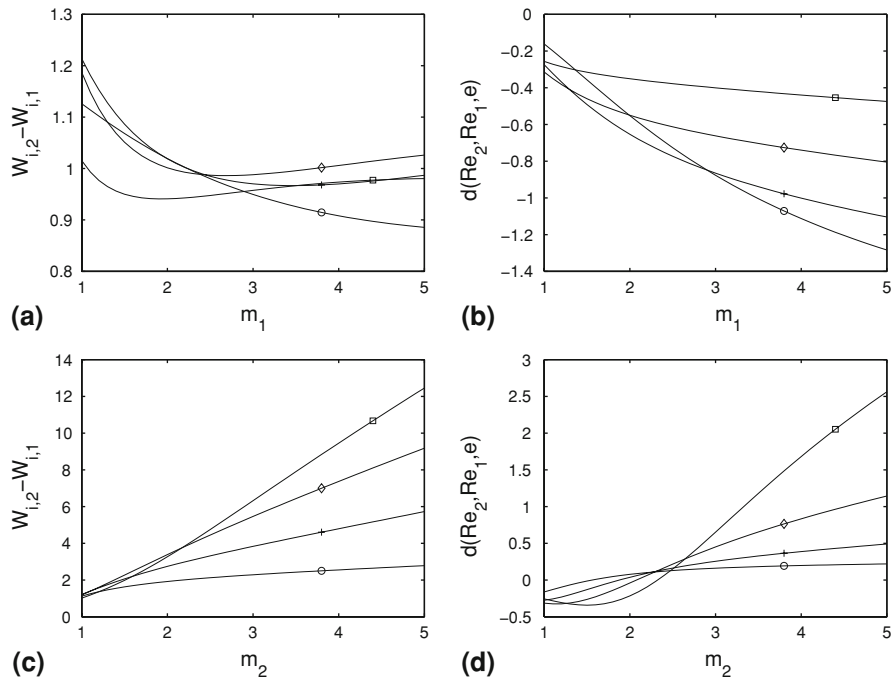 1.3
1.2
1.1
1
0.9
0.8
W_{i,2}−W_{i,1}
1 2 3 4 5
m_1
(a)
0
−0.2
−0.4
−0.6
−0.8
−1
−1.2
−1.4
d(Re_2,Re_1,e)
1 2 3 4 5
m_1
(b)
14
12
10
8
6
4
2
0
W_{i,2}−W_{i,1}
1 2 3 4 5
m_2
(c)
3
2.5
2
1.5
1
0.5
0
−0.5
d(Re_2,Re_1,e)
1 2 3 4 5
m_2
(d)